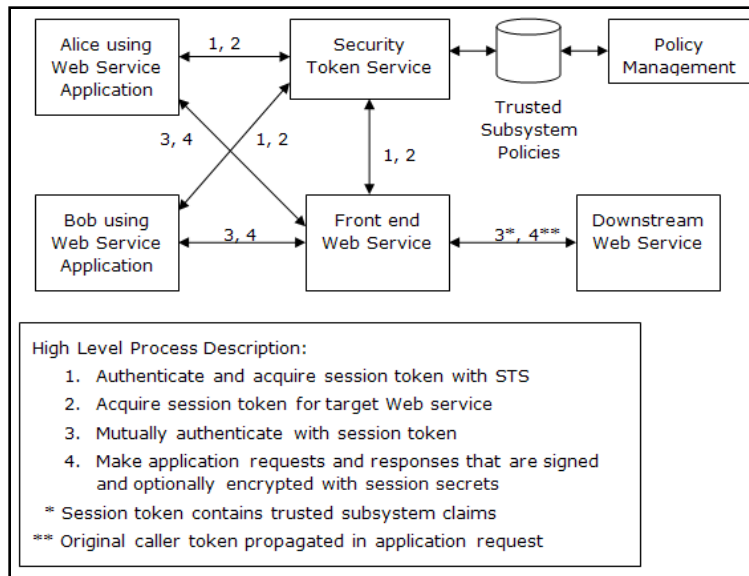 Alice using
Web Service
Application
1, 2
Security
Token Service
Policy
Management
Trusted
Subsystem
Policies
3, 4
1, 2
1, 2
Bob using
Web Service
Application
3, 4
Front end
Web Service
3*, 4**
Downstream
Web Service
High Level Process Description:
1. Authenticate and acquire session token with STS
2. Acquire session token for target Web service
3. Mutually authenticate with session token
4. Make application requests and responses that are signed
and optionally encrypted with session secrets
* Session token contains trusted subsystem claims
** Original caller token propagated in application request